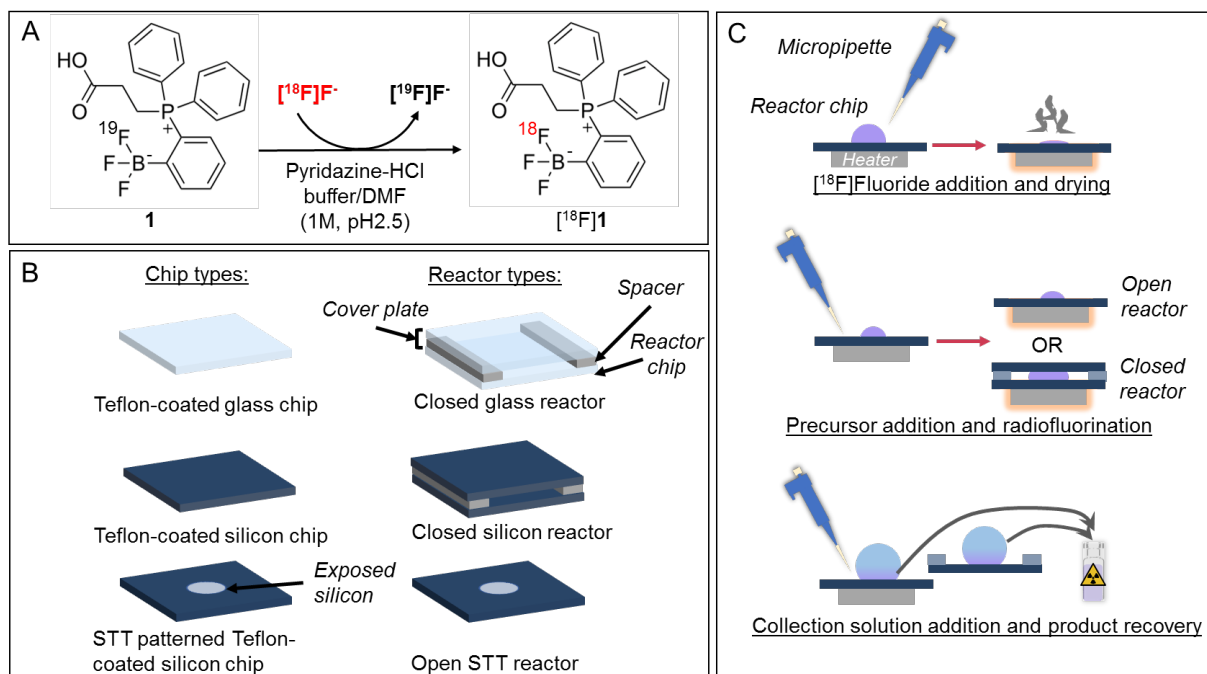 A
HO
O
P
+
19
F
F
B
-
F
1
[¹⁸F]F⁻
[¹⁹F]F⁻
Pyridazine-HCl
buffer/DMF
(1M, pH2.5)
HO
O
P
+
18
F
F
B
-
F
[¹⁸F]1
B
Chip types:
Reactor types:
Cover plate
Spacer
Reactor
chip
Teflon-coated glass chip
Closed glass reactor
Teflon-coated silicon chip
Closed silicon reactor
Exposed
silicon
STT patterned Teflon-
coated silicon chip
Open STT reactor
C
Micropipette
Reactor chip
Heater
[¹⁸F]Fluoride addition and drying
Open
reactor
OR
Closed
reactor
Precursor addition and radiofluorination
Collection solution addition and product recovery